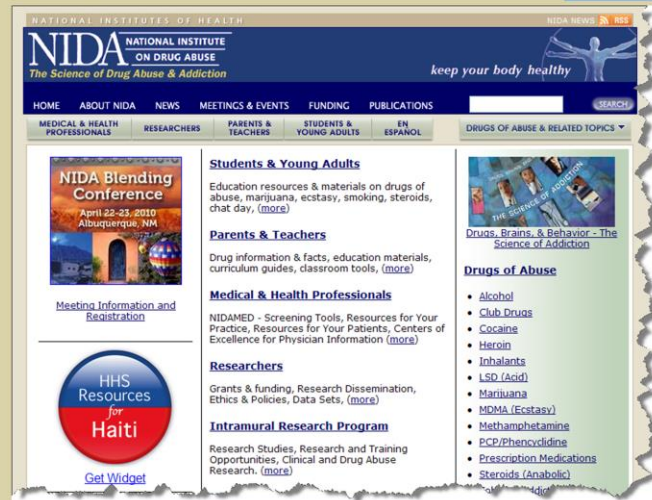 NATIONAL INSTITUTES OF HEALTH
NIDA NEWS RSS
NIDA NATIONAL INSTITUTE
ON DRUG ABUSE
The Science of Drug Abuse & Addiction
keep your body healthy
HOME ABOUT NIDA NEWS MEETINGS & EVENTS FUNDING PUBLICATIONS SEARCH
MEDICAL & HEALTH PROFESSIONALS
RESEARCHERS
PARENTS & TEACHERS
STUDENTS & YOUNG ADULTS
EN ESPAÑOL
DRUGS OF ABUSE & RELATED TOPICS
NIDA Blending
Conference
April 22-23, 2010
Albuquerque, NM
Meeting Information and
Registration
HHS
Resources
for
Haiti
Get Widget
Students & Young Adults
Education resources & materials on drugs of
abuse, marijuana, ecstasy, smoking, steroids,
chat day, (more)
Parents & Teachers
Drug information & facts, education materials,
curriculum guides, classroom tools, (more)
Medical & Health Professionals
NIDAMED - Screening Tools, Resources for Your
Practice, Resources for Your Patients, Centers of
Excellence for Physician Information (more)
Researchers
Grants & funding, Research Dissemination,
Ethics & Policies, Data Sets, (more)
Intramural Research Program
Research Studies, Research and Training
Opportunities, Clinical and Drug Abuse
Research. (more)
THE SCIENCE OF ADDICTION
Drugs, Brains, & Behavior - The
Science of Addiction
Drugs of Abuse
• Alcohol
• Club Drugs
• Cocaine
• Heroin
• Inhalants
• LSD (Acid)
• Marijuana
• MDMA (Ecstasy)
• Methamphetamine
• PCP/Phencyclidine
• Prescription Medications
• Steroids (Anabolic)